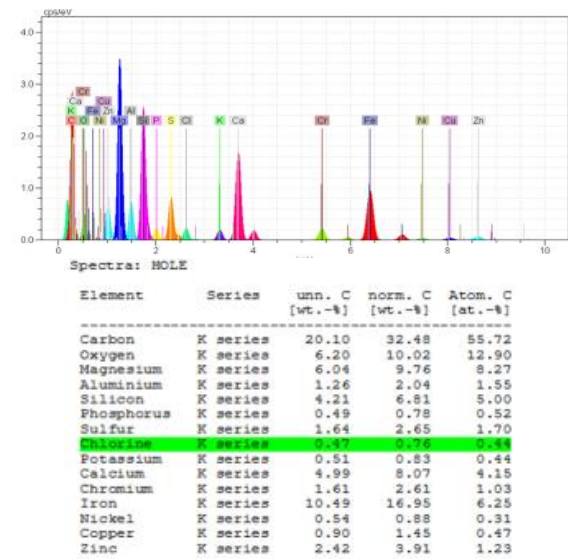 cps/eV
4.0
3.0
2.0
1.0
0.0
Cr
Ca Cu
K Fe Zn Al
C O Ni Mg Si P S Cl K Ca Cr Fe Ni Cu Zn
0 2 4 6 8 10
Spectra: HOLE
Element Series unn. C norm. C Atom. C
[wt.-%] [wt.-%] [at.-%]
Carbon K series 20.10 32.48 55.72
Oxygen K series 6.20 10.02 12.90
Magnesium K series 6.04 9.76 8.27
Aluminium K series 1.26 2.04 1.55
Silicon K series 4.21 6.81 5.00
Phosphorus K series 0.49 0.78 0.52
Sulfur K series 1.64 2.65 1.70
Chlorine K series 0.47 0.76 0.44
Potassium K series 0.51 0.83 0.44
Calcium K series 4.99 8.07 4.15
Chromium K series 1.61 2.61 1.03
Iron K series 10.49 16.95 6.25
Nickel K series 0.54 0.88 0.31
Copper K series 0.90 1.45 0.47
Zinc K series 2.42 3.91 1.23